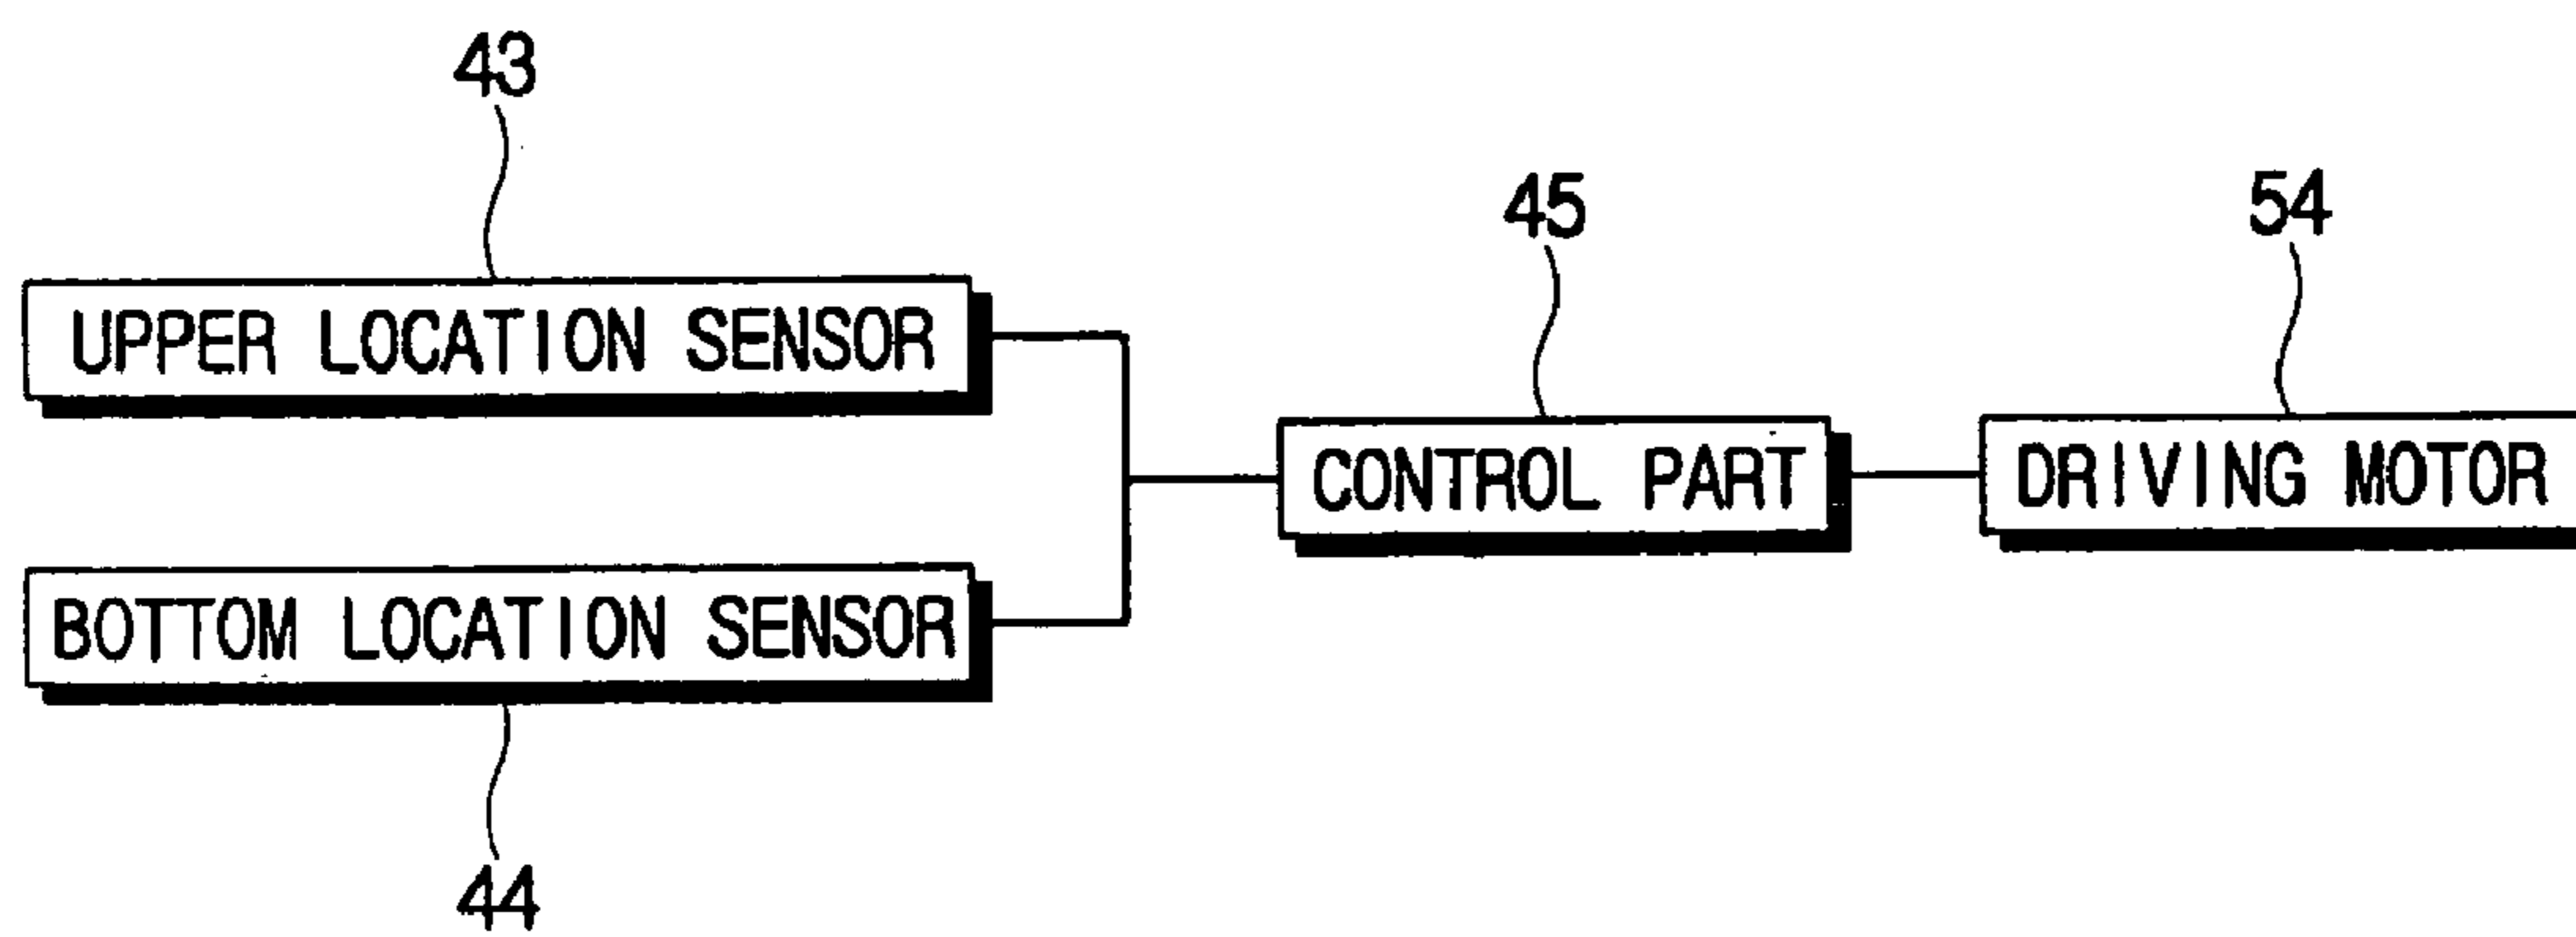 43
45
54
UPPER LOCATION SENSOR
CONTROL PART
DRIVING MOTOR
BOTTOM LOCATION SENSOR
44